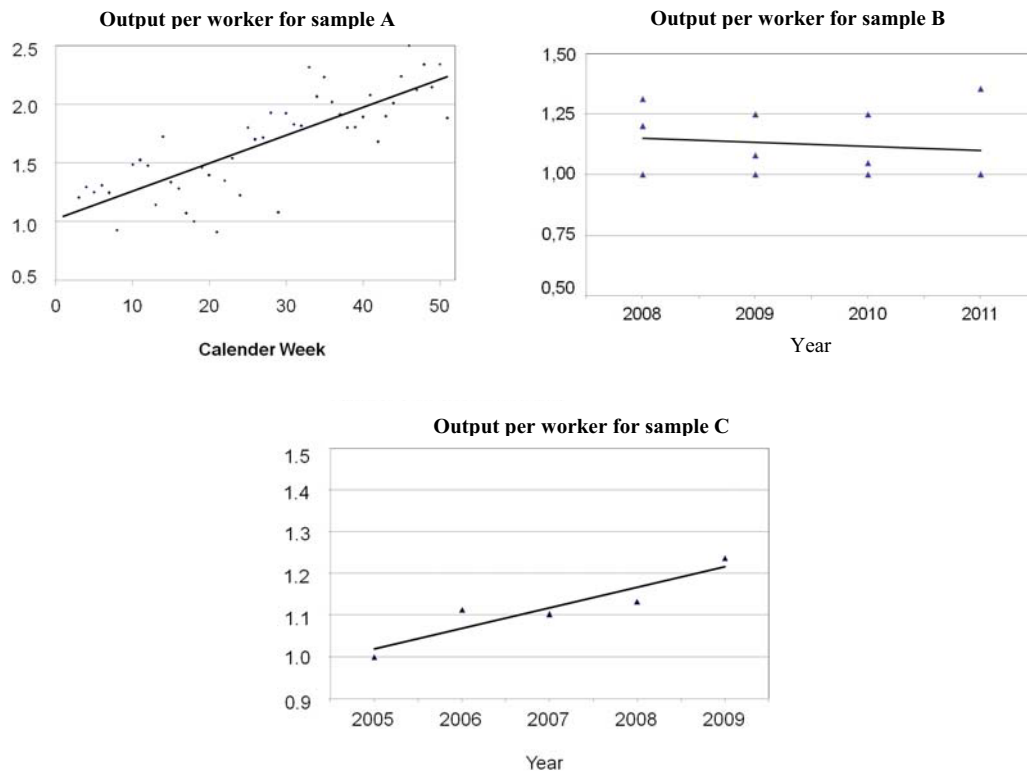 Output per worker for sample A
2.5
2.0
1.5
1.0
0.5
0 10 20 30 40 50
Calender Week
Output per worker for sample B
1,50
1,25
1,00
0,75
0,50
2008 2009 2010 2011
Year
Output per worker for sample C
1.5
1.4
1.3
1.2
1.1
1.0
0.9
2005 2006 2007 2008 2009
Year